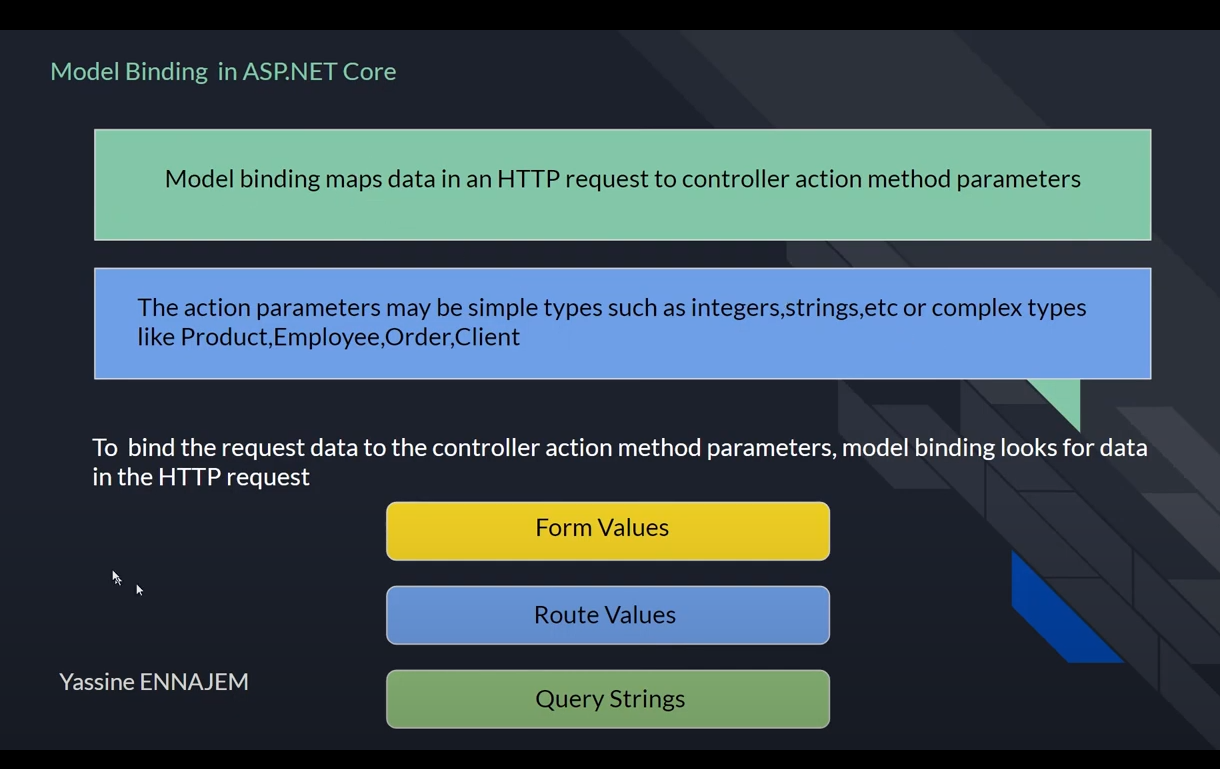 Model Binding  in ASP.NET Core
Model binding maps data in an HTTP request to controller action method parameters
The action parameters may be simple types such as integers,strings,etc or complex types
like Product,Employee,Order,Client
To  bind the request data to the controller action method parameters, model binding looks for data
in the HTTP request
Form Values
Route Values
Yassine ENNAJEM
Query Strings